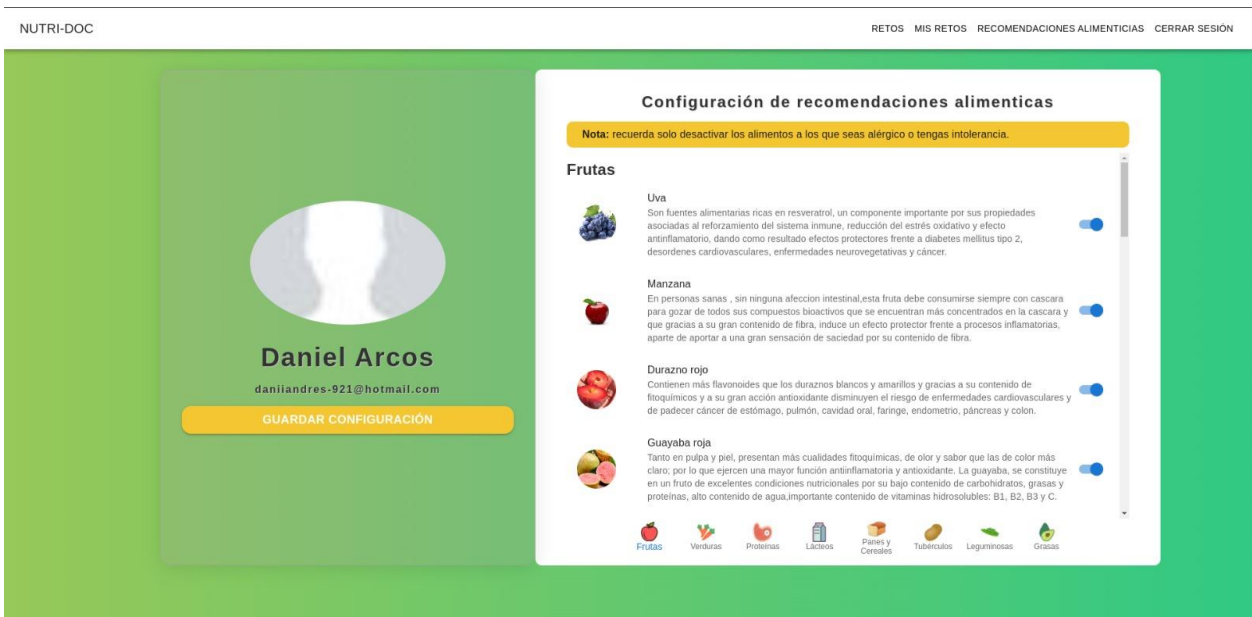 NUTRI-DOC
RETOS MIS RETOS RECOMENDACIONES ALIMENTICIAS CERRAR SESIÓN
Daniel Arcos
daniiandres-921@hotmail.com
GUARDAR CONFIGURACIÓN
Configuración de recomendaciones alimenticas
Nota: recuerda solo desactivar los alimentos a los que seas alérgico o tengas intolerancia.
Frutas
Uva
Son fuentes alimentarias ricas en resveratrol, un componente importante por sus propiedades
asociadas al reforzamiento del sistema inmune, reducción del estrés oxidativo y efecto
antinflamatorio, dando como resultado efectos protectores frente a diabetes mellitus tipo 2,
desordenes cardiovasculares, enfermedades neurovegetativas y cáncer.
Manzana
En personas sanas , sin ninguna afeccion intestinal,esta fruta debe consumirse siempre con cascara
para gozar de todos sus compuestos bioactivos que se encuentran más concentrados en la cascara y
que gracias a su gran contenido de fibra, induce un efecto protector frente a procesos inflamatorias,
aparte de aportar a una gran sensación de saciedad por su contenido de fibra.
Durazno rojo
Contienen más flavonoides que los duraznos blancos y amarillos y gracias a su contenido de
fitoquímicos y a su gran acción antioxidante disminuyen el riesgo de enfermedades cardiovasculares y
de padecer cáncer de estómago, pulmón, cavidad oral, faringe, endometrio, páncreas y colon.
Guayaba roja
Tanto en pulpa y piel, presentan más cualidades fitoquímicas, de olor y sabor que las de color más
claro; por lo que ejercen una mayor función antiinflamatoria y antioxidante. La guayaba, se constituye
en un fruto de excelentes condiciones nutricionales por su bajo contenido de carbohidratos, grasas y
proteínas, alto contenido de agua,importante contenido de vitaminas hidrosolubles: B1, B2, B3 y C.
Frutas Verduras Proteinas Lácteos Panes y Cereales Tubérculos Leguminosas Grasas